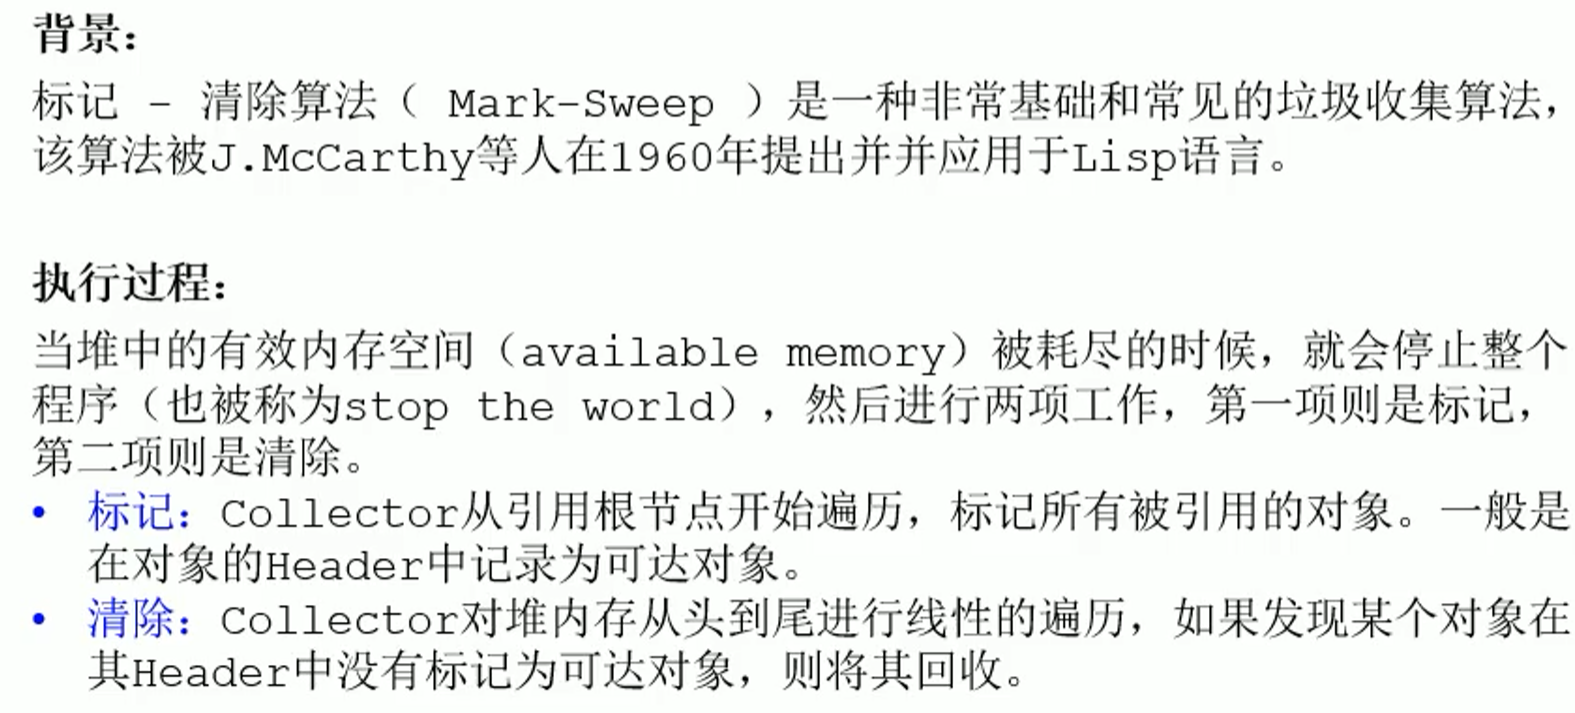 背景：
标记 - 清除算法（ Mark-Sweep ）是一种非常基础和常见的垃圾收集算法，
该算法被J.McCarthy等人在1960年提出并并应用于Lisp语言。
执行过程：
当堆中的有效内存空间（available memory）被耗尽的时候，就会停止整个
程序（也被称为stop the world），然后进行两项工作，第一项则是标记，
第二项则是清除。
• 标记：Collector从引用根节点开始遍历，标记所有被引用的对象。一般是
在对象的Header中记录为可达对象。
• 清除：Collector对堆内存从头到尾进行线性的遍历，如果发现某个对象在
其Header中没有标记为可达对象，则将其回收。